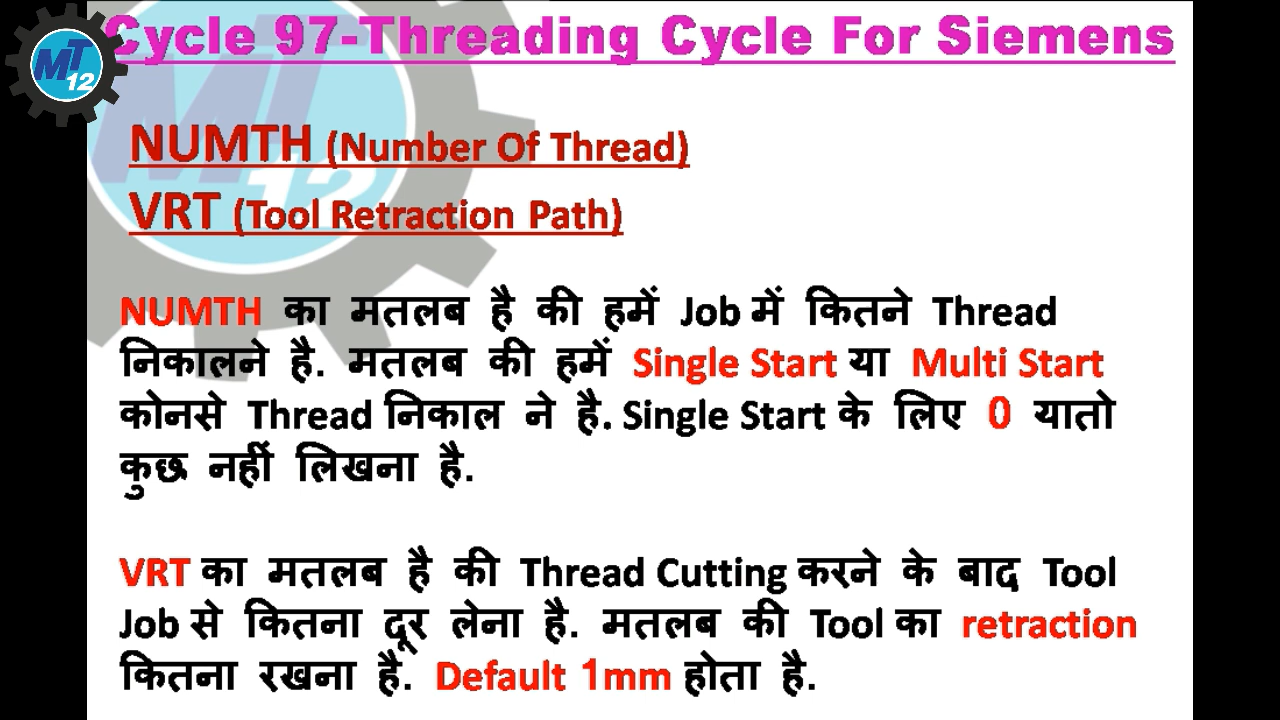 MT
12
Cycle 97-Threading Cycle For Siemens
NUMTH (Number Of Thread)
VRT (Tool Retraction Path)
NUMTH का मतलब है की हमें Job में कितने Thread
निकालने है. मतलब की हमें Single Start या Multi Start
कोनसे Thread निकाल ने है. Single Start के लिए 0 यातो
कुछ नहीं लिखना है.
VRT का मतलब है की Thread Cutting करने के बाद Tool
Job से कितना दूर लेना है. मतलब की Tool का retraction
कितना रखना है. Default 1mm होता है.